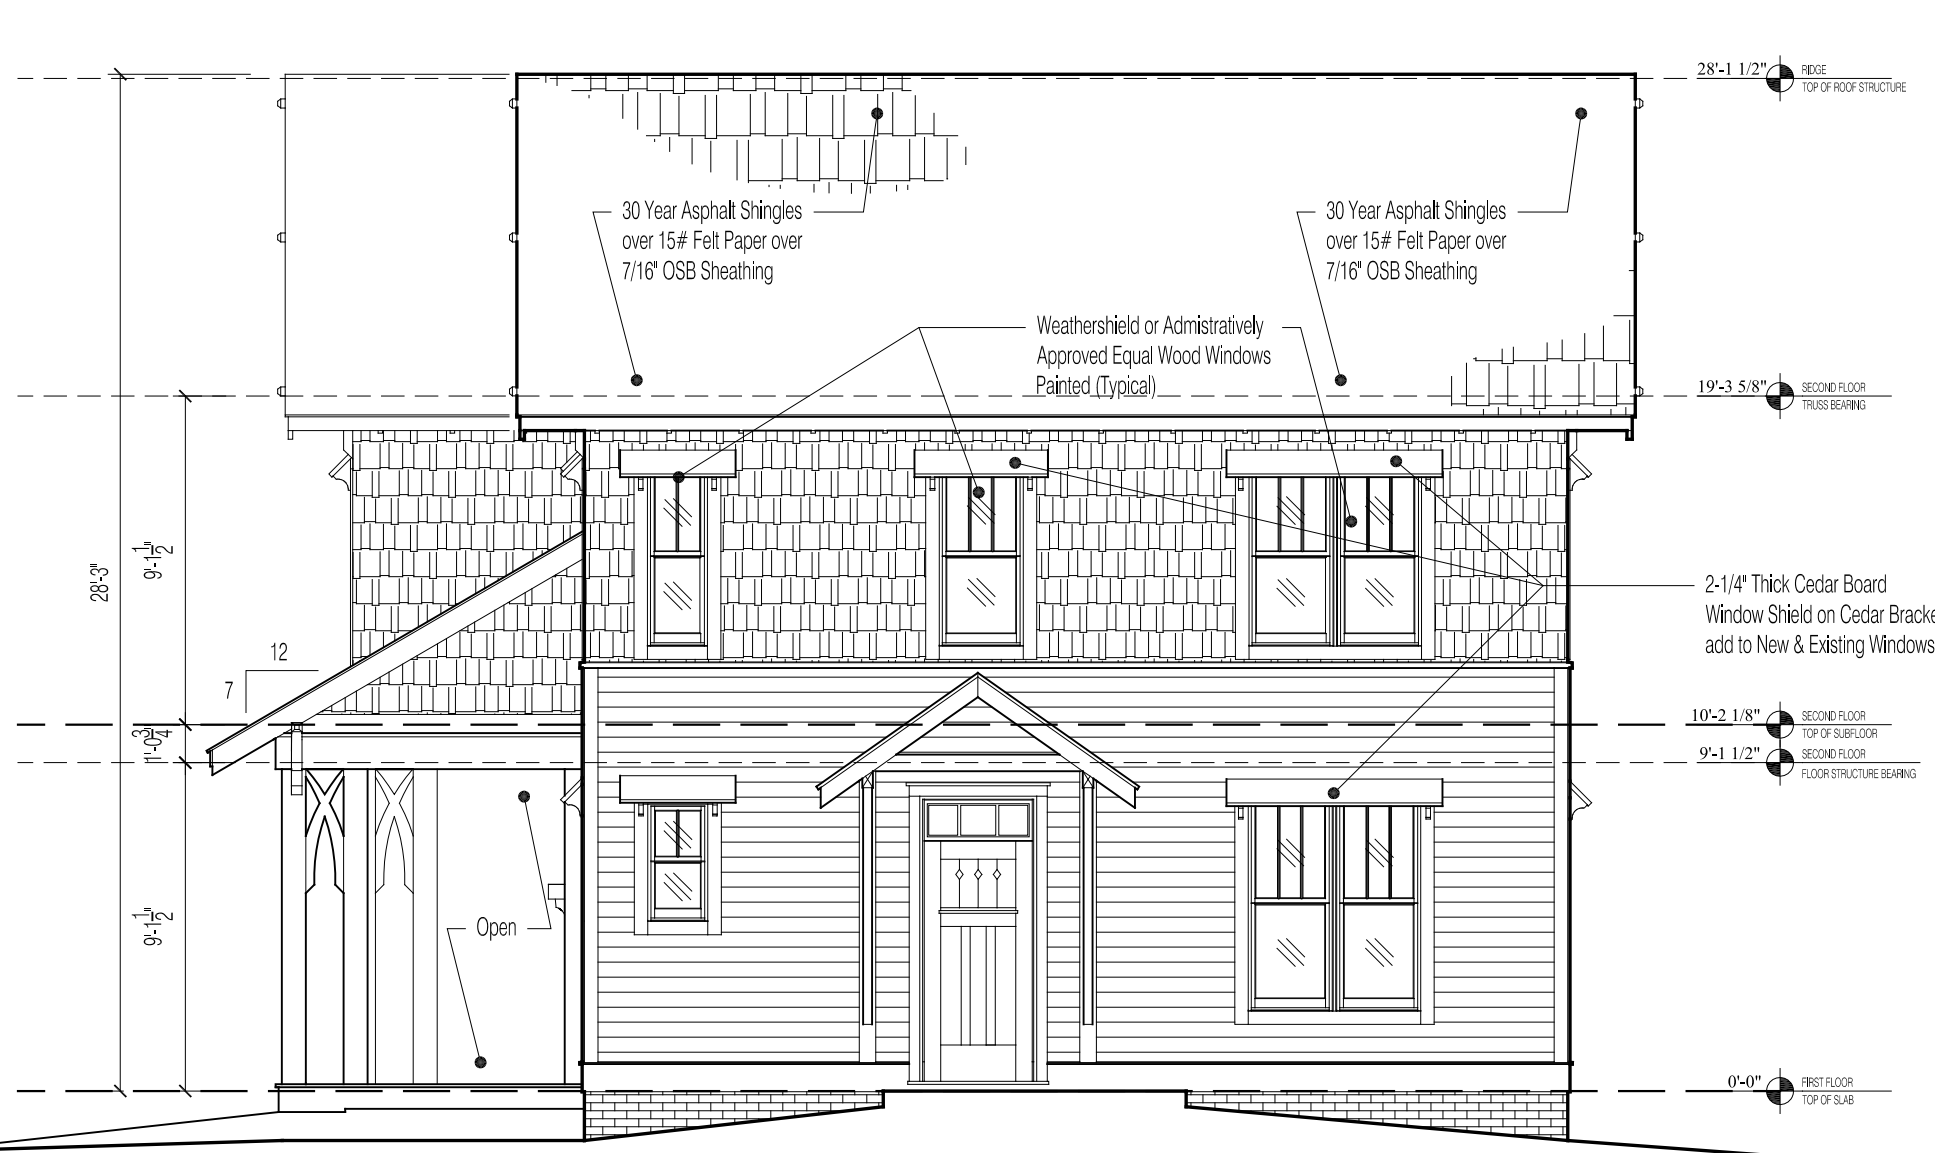 28'-1 1/2"
RIDGE
TOP OF ROOF STRUCTURE
30 Year Asphalt Shingles
over 15# Felt Paper over
7/16" OSB Sheathing
30 Year Asphalt Shingles
over 15# Felt Paper over
7/16" OSB Sheathing
Weathershield or Admistratively
Approved Equal Wood Windows
Painted (Typical)
19'-3 5/8"
SECOND FLOOR
TRUSS BEARING
28'-3"
9'-1 1/2"
2-1/4" Thick Cedar Board
Window Shield on Cedar Bracke
add to New & Existing Windows
12
7
10'-2 1/8"
SECOND FLOOR
TOP OF SUBFLOOR
1'-0 3/4"
9'-1 1/2"
SECOND FLOOR
FLOOR STRUCTURE BEARING
9'-1 1/2"
Open
0'-0"
FIRST FLOOR
TOP OF SLAB